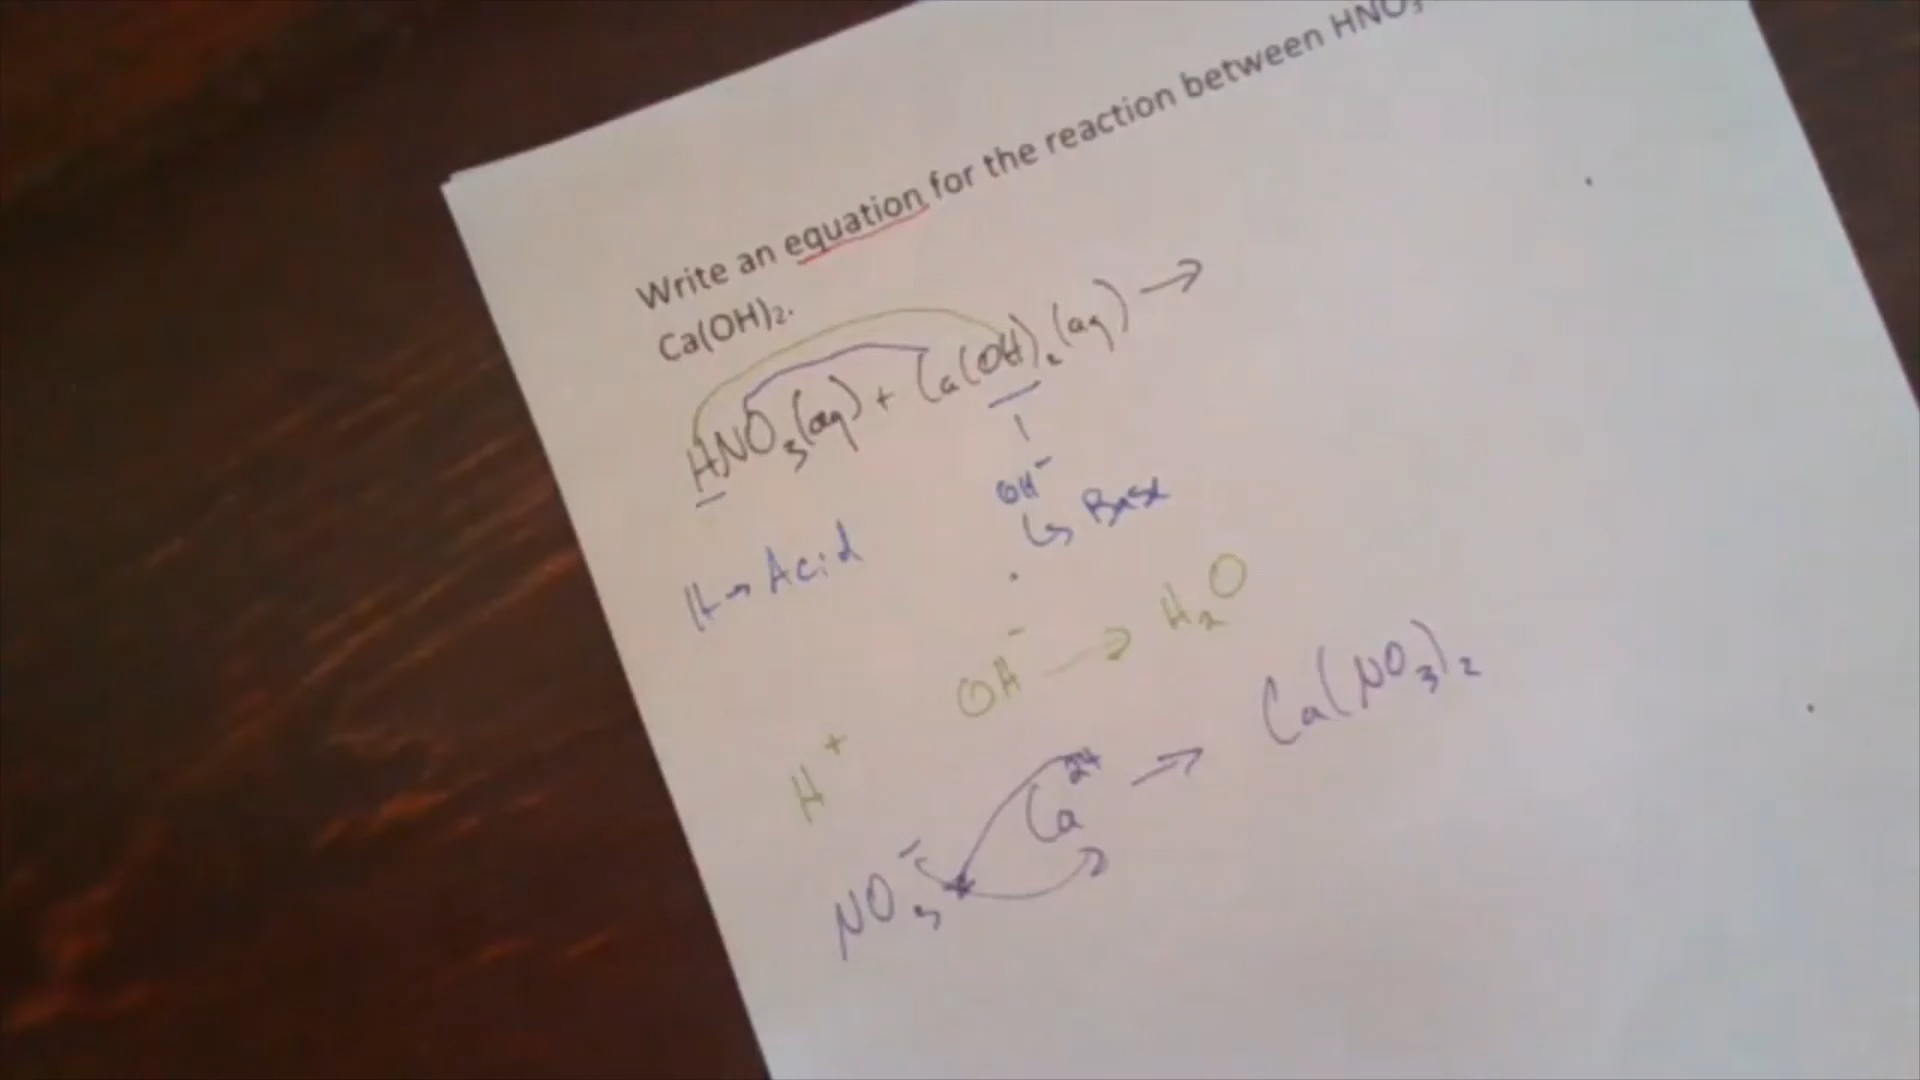 Write an equation for the reaction between HNO₃
Ca(OH)₂.
HNO₃(aq) + Ca(OH)₂(aq) →
OH⁻
↳ Base
H → Acid
H⁺ OH⁻ → H₂O
NO₃⁻ Ca²⁺ → Ca(NO₃)₂